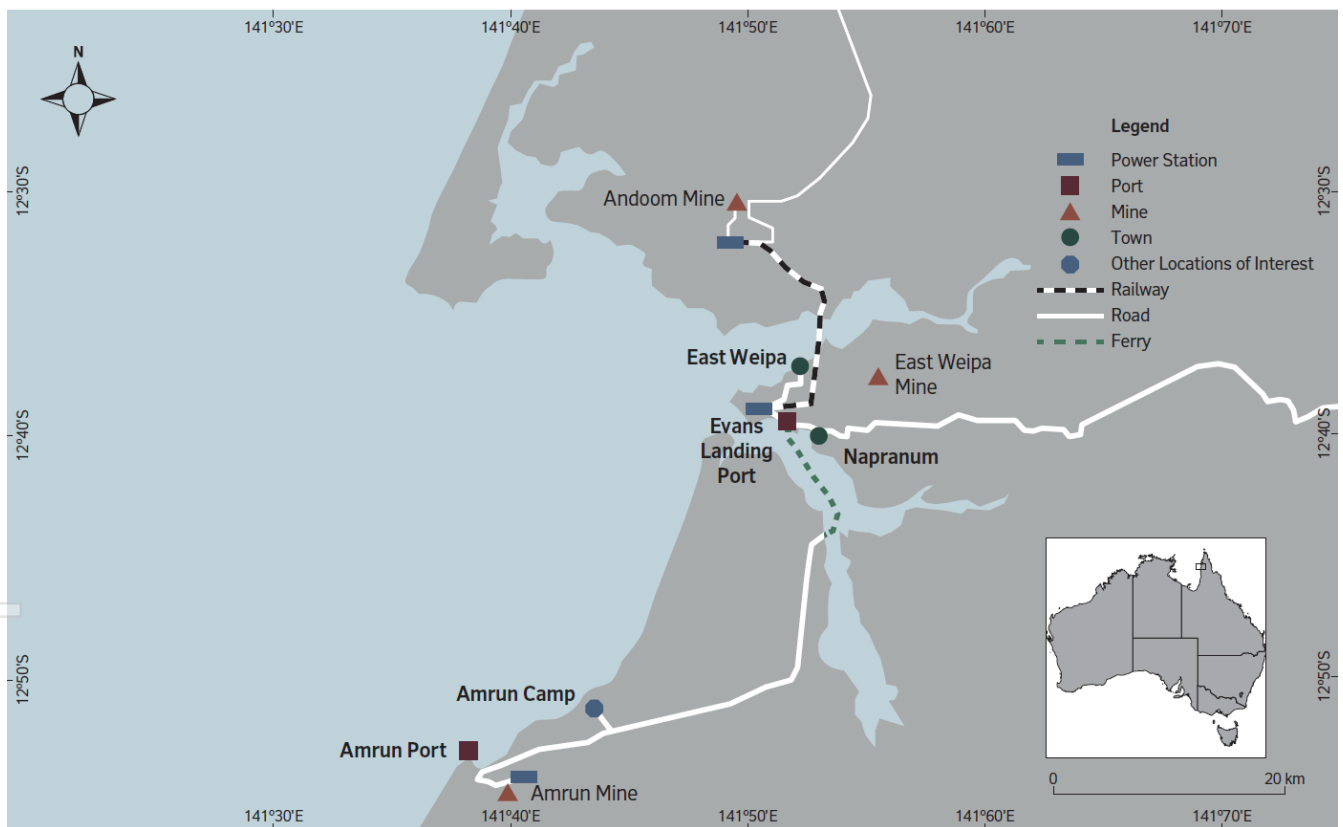 141°30'E
141°40'E
141°50'E
141°60'E
141°70'E
N
Legend
Power Station
Port
Mine
Town
Other Locations of Interest
Railway
Road
Ferry
12°30'S
12°30'S
Andoom Mine
East Weipa
East Weipa
Mine
Evans
Landing
Port
Napranum
12°40'S
12°40'S
12°50'S
12°50'S
Amrun Camp
Amrun Port
Amrun Mine
0
20 km
141°30'E
141°40'E
141°50'E
141°60'E
141°70'E